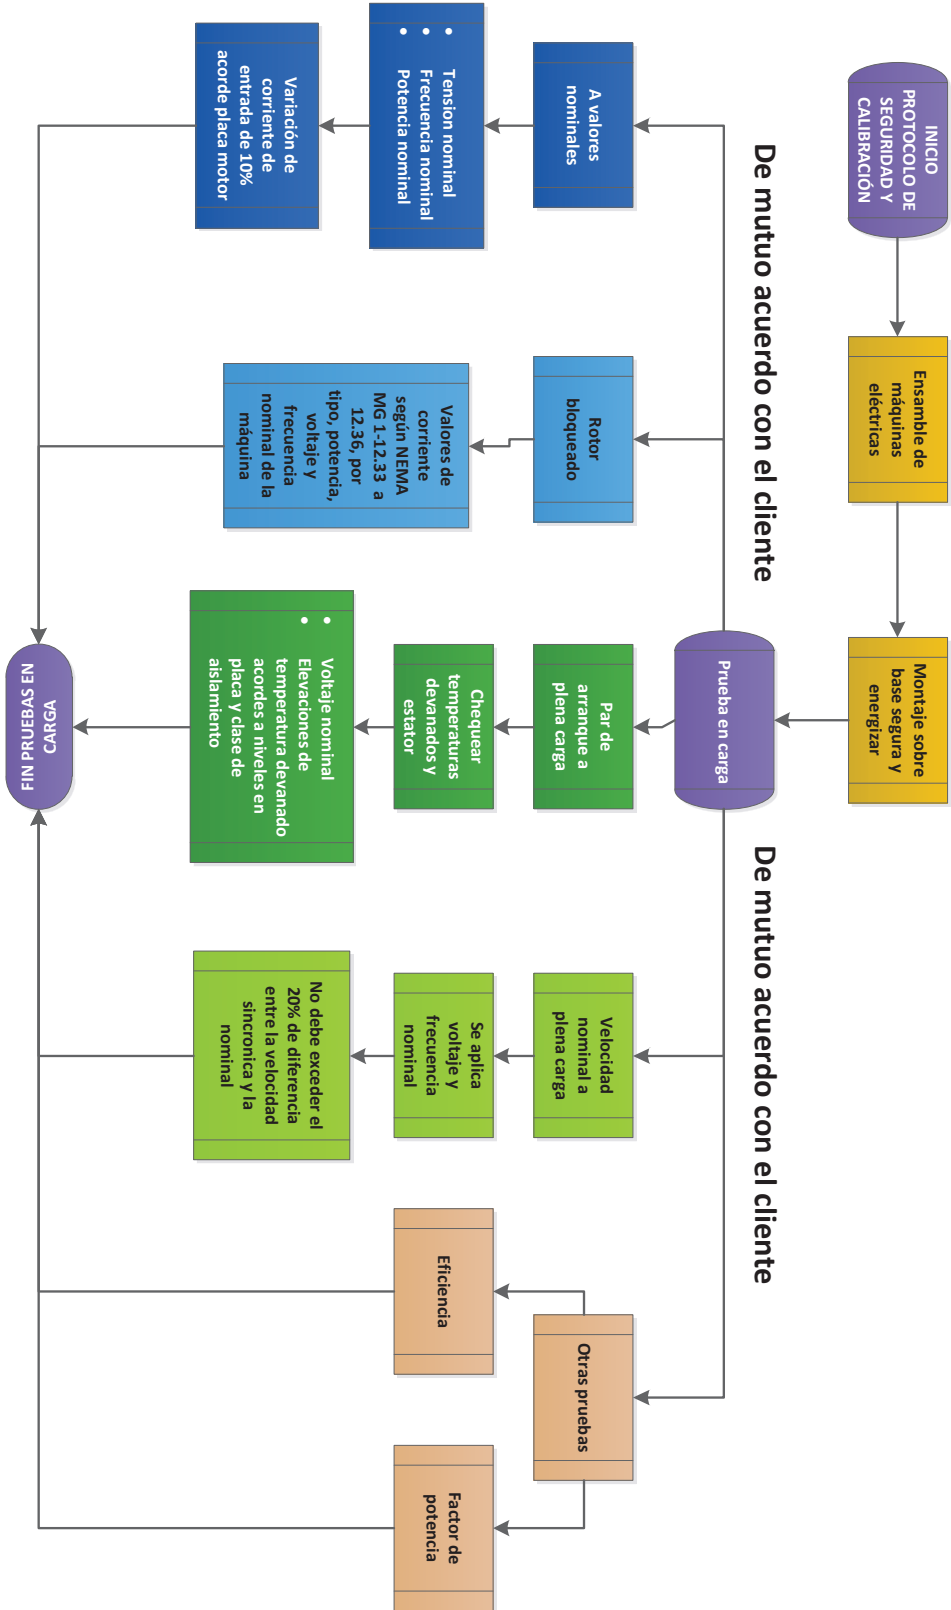 INICIO
PROTOCOLO DE
SEGURIDAD Y
CALIBRACIÓN
Ensamble de
máquinas
eléctricas
Montaje sobre
base segura y
energizar
De mutuo acuerdo con el cliente
De mutuo acuerdo con el cliente
Prueba en carga
A valores
nominales
Rotor
bloqueado
Par de
arranque a
plena carga
Velocidad
nominal a
plena carga
Otras pruebas
• Tension nominal
• Frecuencia nominal
Potencia nominal
Chequear
temperaturas
devanados y
estator
Se aplica
voltaje y
frecuencia
nominal
Eficiencia
Factor de
potencia
Variación de
corriente de
entrada de 10%
acorde placa motor
Valores de
corriente
según NEMA
MG 1-12.33 a
12.36, por
tipo, potencia,
voltaje y
frecuencia
nominal de la
máquina
• Voltaje nominal
• Elevaciones de
temperatura devanado
acordes a niveles en
placa y clase de
aislamiento
No debe exceder el
20% de diferencia
entre la velocidad
sincronica y la
nominal
FIN PRUEBAS EN
CARGA